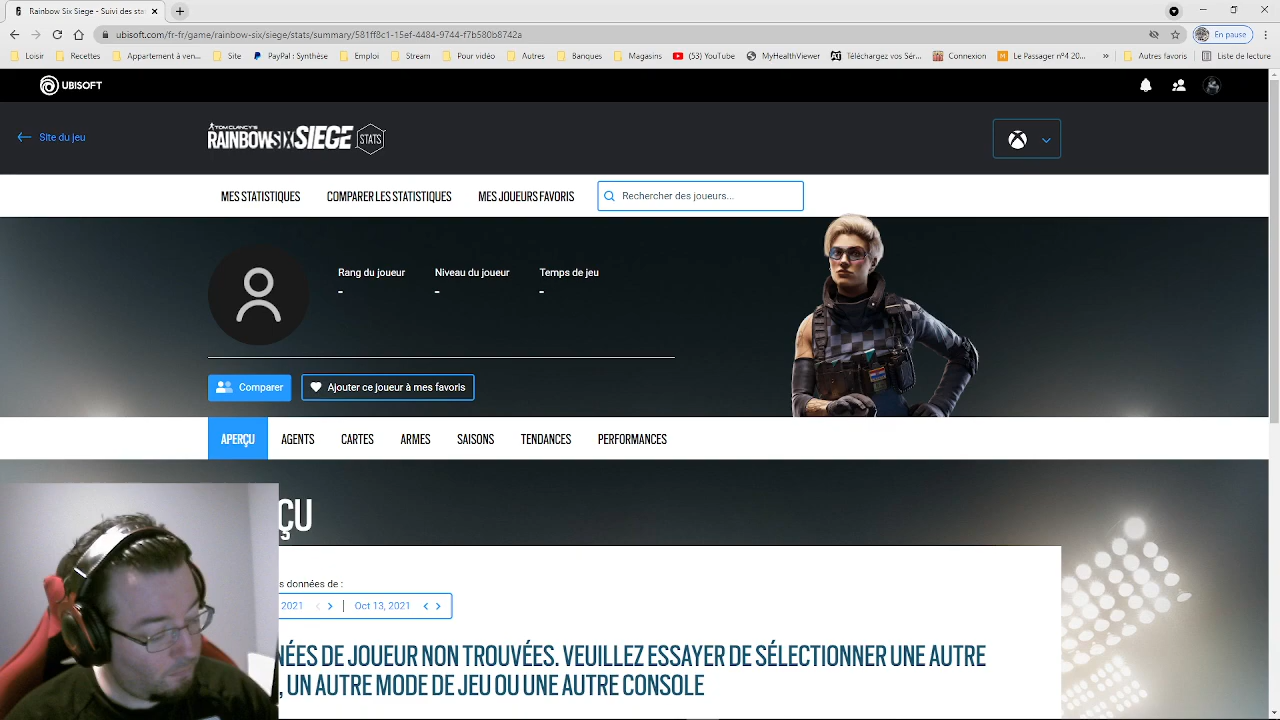 Rainbow Six Siege - Suivi des stat
ubisoft.com/fr-fr/game/rainbow-six/siege/stats/summary/581ff8c1-15ef-4484-9744-f7b580b8742a
En pause
Loisir
Recettes
Appartement à ven...
Site
PayPal : Synthèse
Emploi
Stream
Pour vidéo
Autres
Banques
Magasins
(53) YouTube
MyHealthViewer
Téléchargez vos Sér...
Connexion
Le Passager n°4 20...
»
Autres favoris
Liste de lecture
UBISOFT
Site du jeu
TOM CLANCY'S
RAINBOWSIX SIEGE STATS
MES STATISTIQUES
COMPARER LES STATISTIQUES
MES JOUEURS FAVORIS
Rechercher des joueurs...
Rang du joueur
Niveau du joueur
Temps de jeu
-
-
-
Comparer
Ajouter ce joueur à mes favoris
APERÇU
AGENTS
CARTES
ARMES
SAISONS
TENDANCES
PERFORMANCES
ÇU
s données de :
2021
Oct 13, 2021
NÉES DE JOUEUR NON TROUVÉES. VEUILLEZ ESSAYER DE SÉLECTIONNER UNE AUTRE
, UN AUTRE MODE DE JEU OU UNE AUTRE CONSOLE